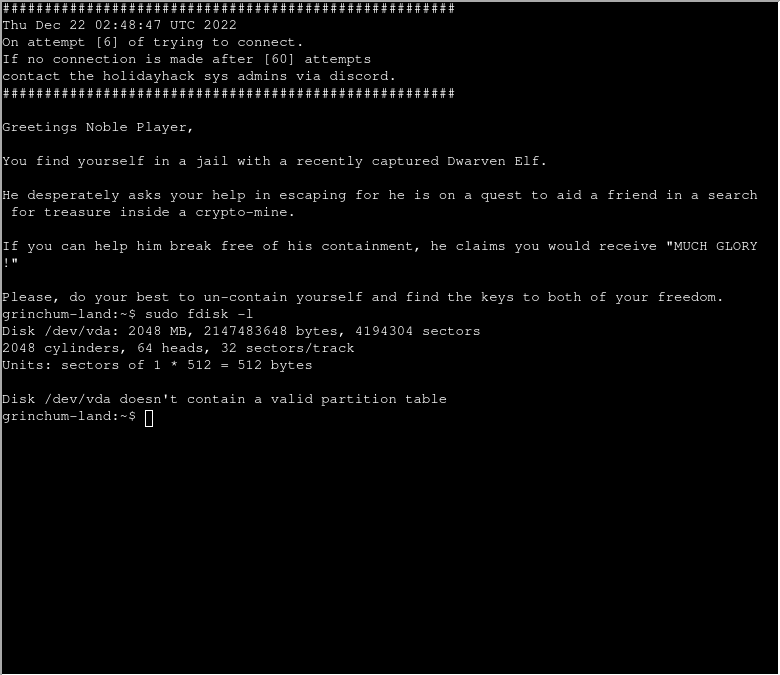 ######################################################
Thu Dec 22 02:48:47 UTC 2022
On attempt [6] of trying to connect.
If no connection is made after [60] attempts
contact the holidayhack sys admins via discord.
######################################################
Greetings Noble Player,
You find yourself in a jail with a recently captured Dwarven Elf.
He desperately asks your help in escaping for he is on a quest to aid a friend in a search
 for treasure inside a crypto-mine.
If you can help him break free of his containment, he claims you would receive "MUCH GLORY
!"
Please, do your best to un-contain yourself and find the keys to both of your freedom.
grinchum-land:~$ sudo fdisk -l
Disk /dev/vda: 2048 MB, 2147483648 bytes, 4194304 sectors
2048 cylinders, 64 heads, 32 sectors/track
Units: sectors of 1 * 512 = 512 bytes
Disk /dev/vda doesn't contain a valid partition table
grinchum-land:~$